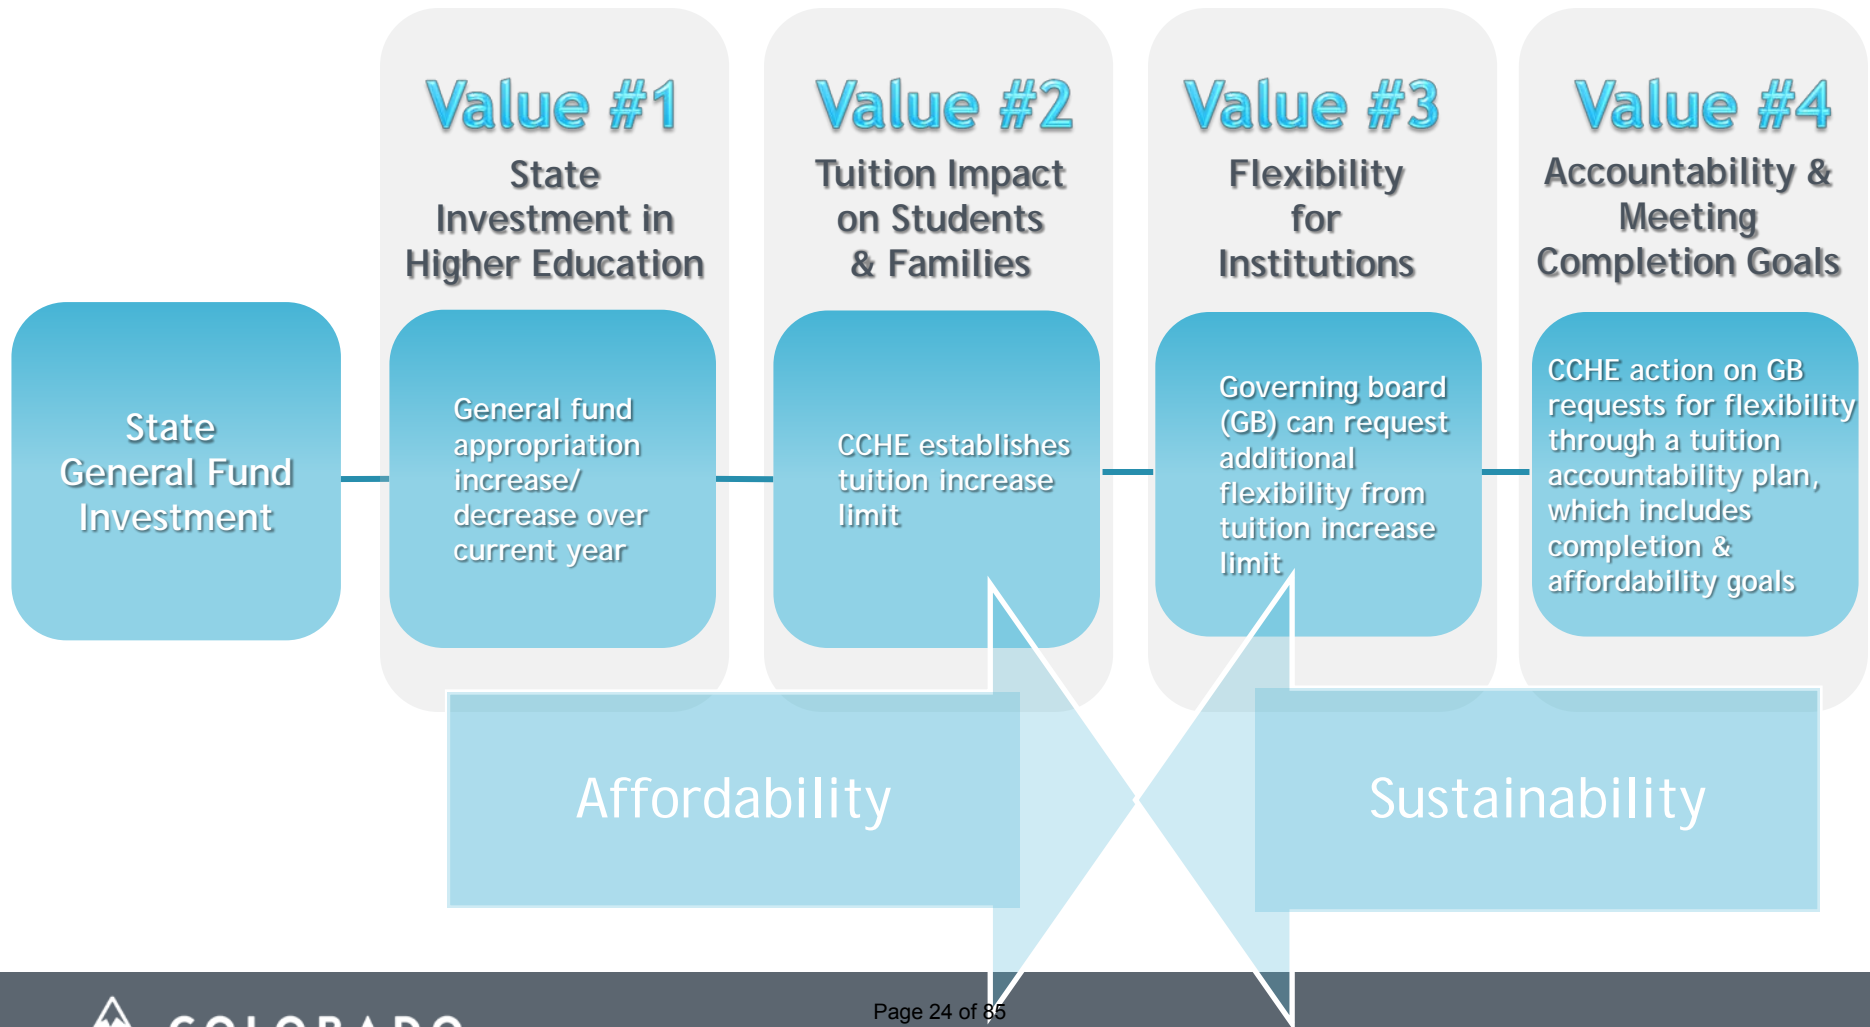 Value #1
State
Investment in
Higher Education
Value #2
Tuition Impact
on Students
& Families
Value #3
Flexibility
for
Institutions
Value #4
Accountability &
Meeting
Completion Goals
State
General Fund
Investment
General fund
appropriation
increase/
decrease over
current year
CCHE establishes
tuition increase
limit
Governing board
(GB) can request
additional
flexibility from
tuition increase
limit
CCHE action on GB
requests for flexibility
through a tuition
accountability plan,
which includes
completion &
affordability goals
Affordability
Sustainability
COLORADO
Page 24 of 85